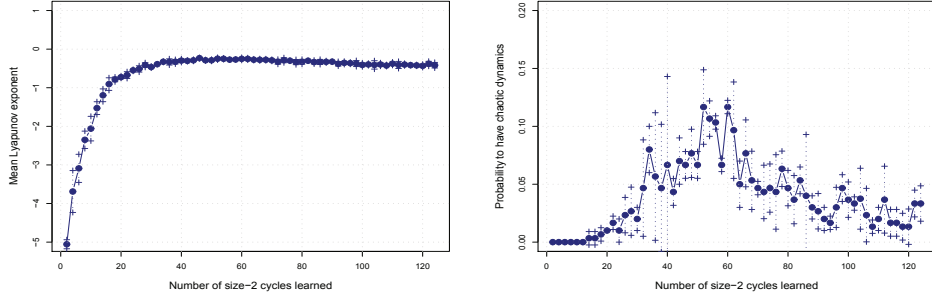 1
0
−1
−2
−3
−4
−5
Mean Lyapunov exponent
0 20 40 60 80 100 120
Number of size−2 cycles learned
0.20
0.15
0.10
0.05
0.00
Probability to have chaotic dynamics
0 20 40 60 80 100 120
Number of size−2 cycles learned